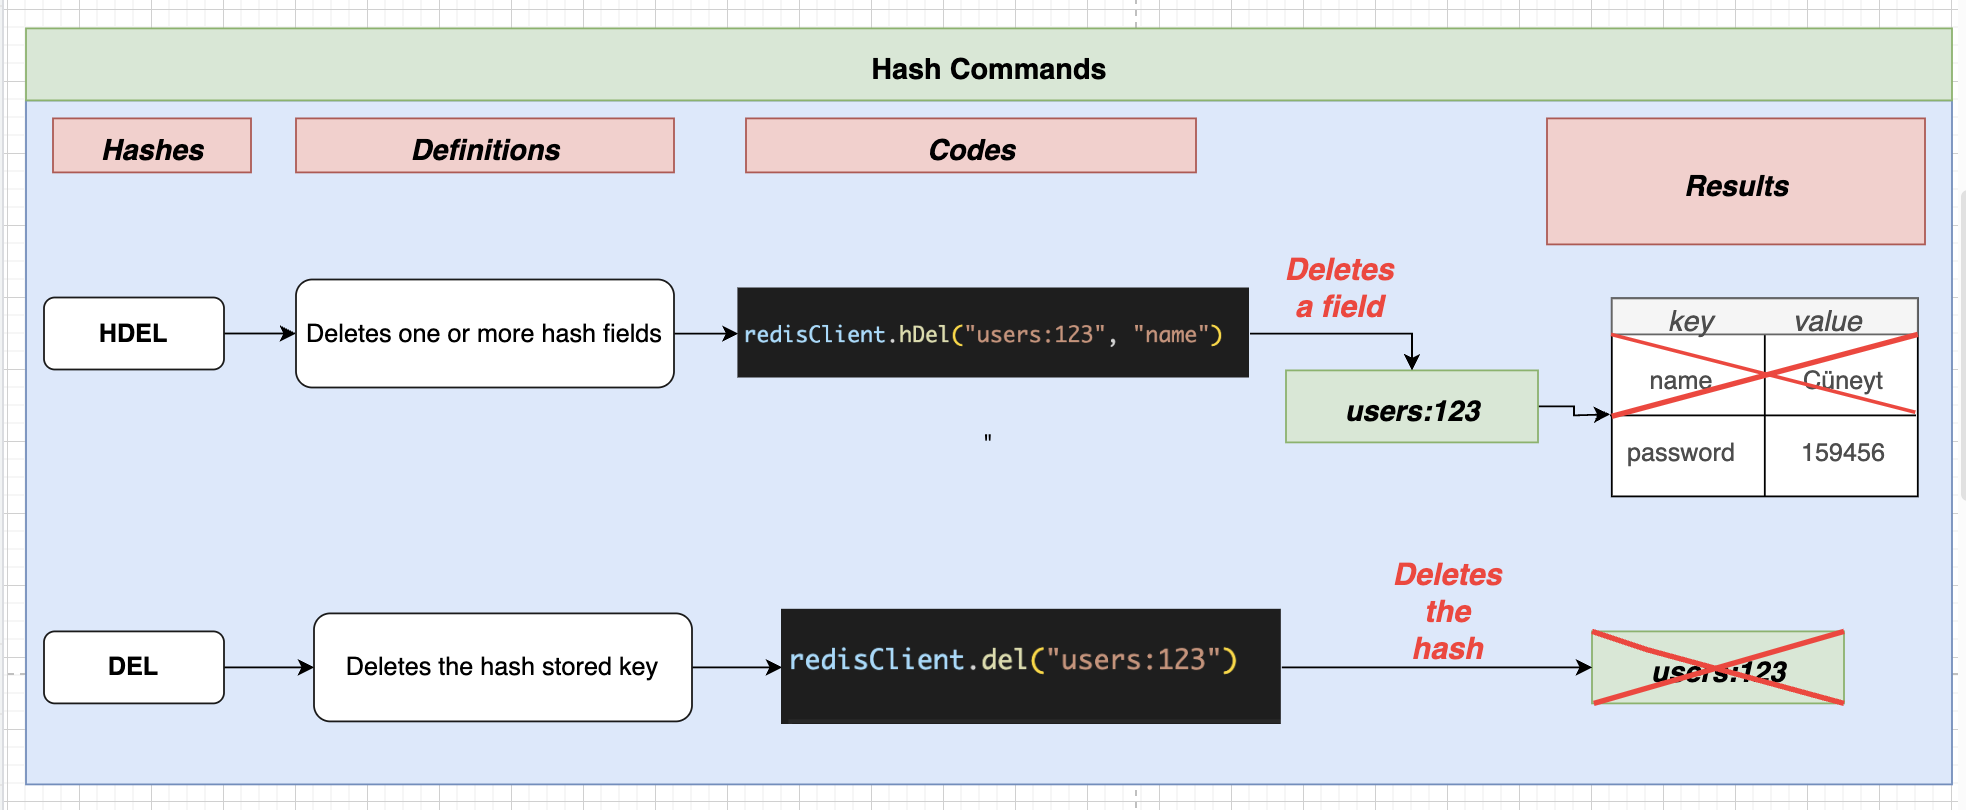 Hash Commands
Hashes
Definitions
Codes
Results
HDEL
Deletes one or more hash fields
redisClient.hDel("users:123", "name")
Deletes
a field
users:123
key value
name Cüneyt
password 159456
"
DEL
Deletes the hash stored key
redisClient.del("users:123")
Deletes
the
hash
users:123